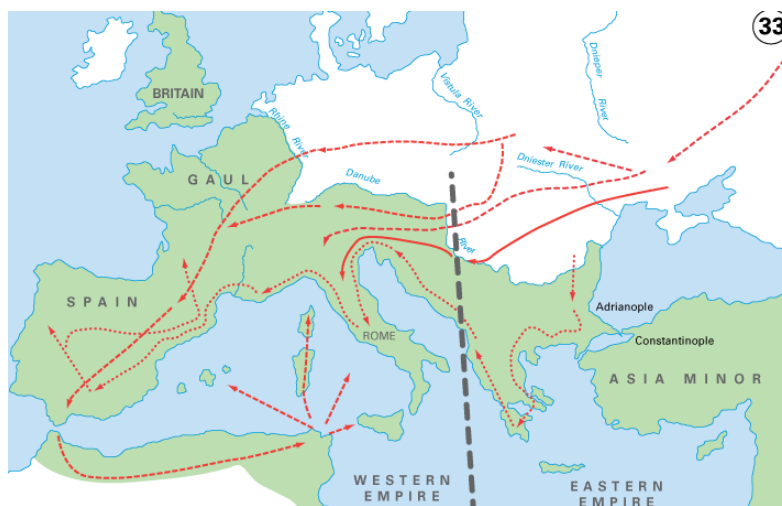 33
Dnieper
River
Vistula River
BRITAIN
Rhine River
GAUL
Danube
Dniester River
River
SPAIN
ROME
Adrianople
Constantinople
ASIA MINOR
WESTERN
EMPIRE
EASTERN
EMPIRE